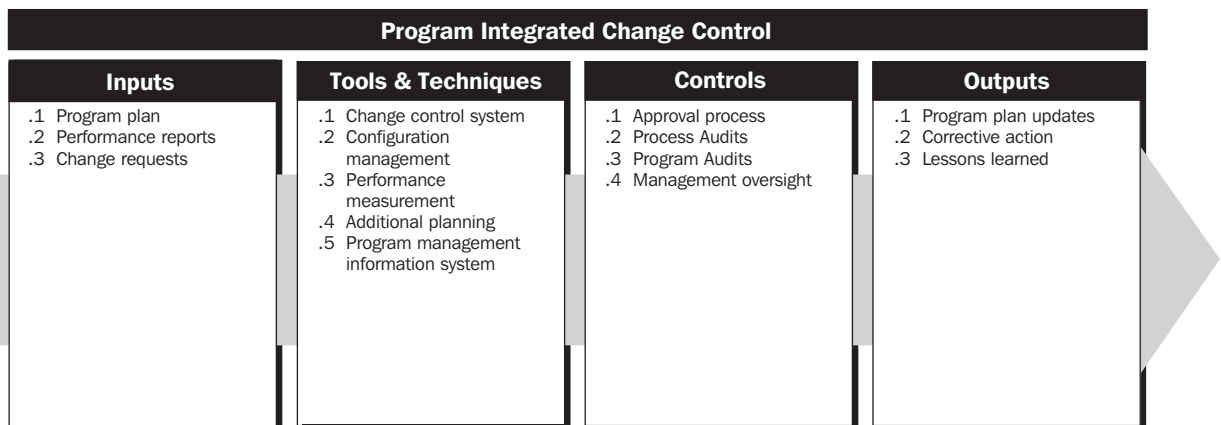 Program Integrated Change Control
Inputs
.1 Program plan
.2 Performance reports
.3 Change requests
Tools & Techniques
.1 Change control system
.2 Configuration
management
.3 Performance
measurement
.4 Additional planning
.5 Program management
information system
Controls
.1 Approval process
.2 Process Audits
.3 Program Audits
.4 Management oversight
Outputs
.1 Program plan updates
.2 Corrective action
.3 Lessons learned